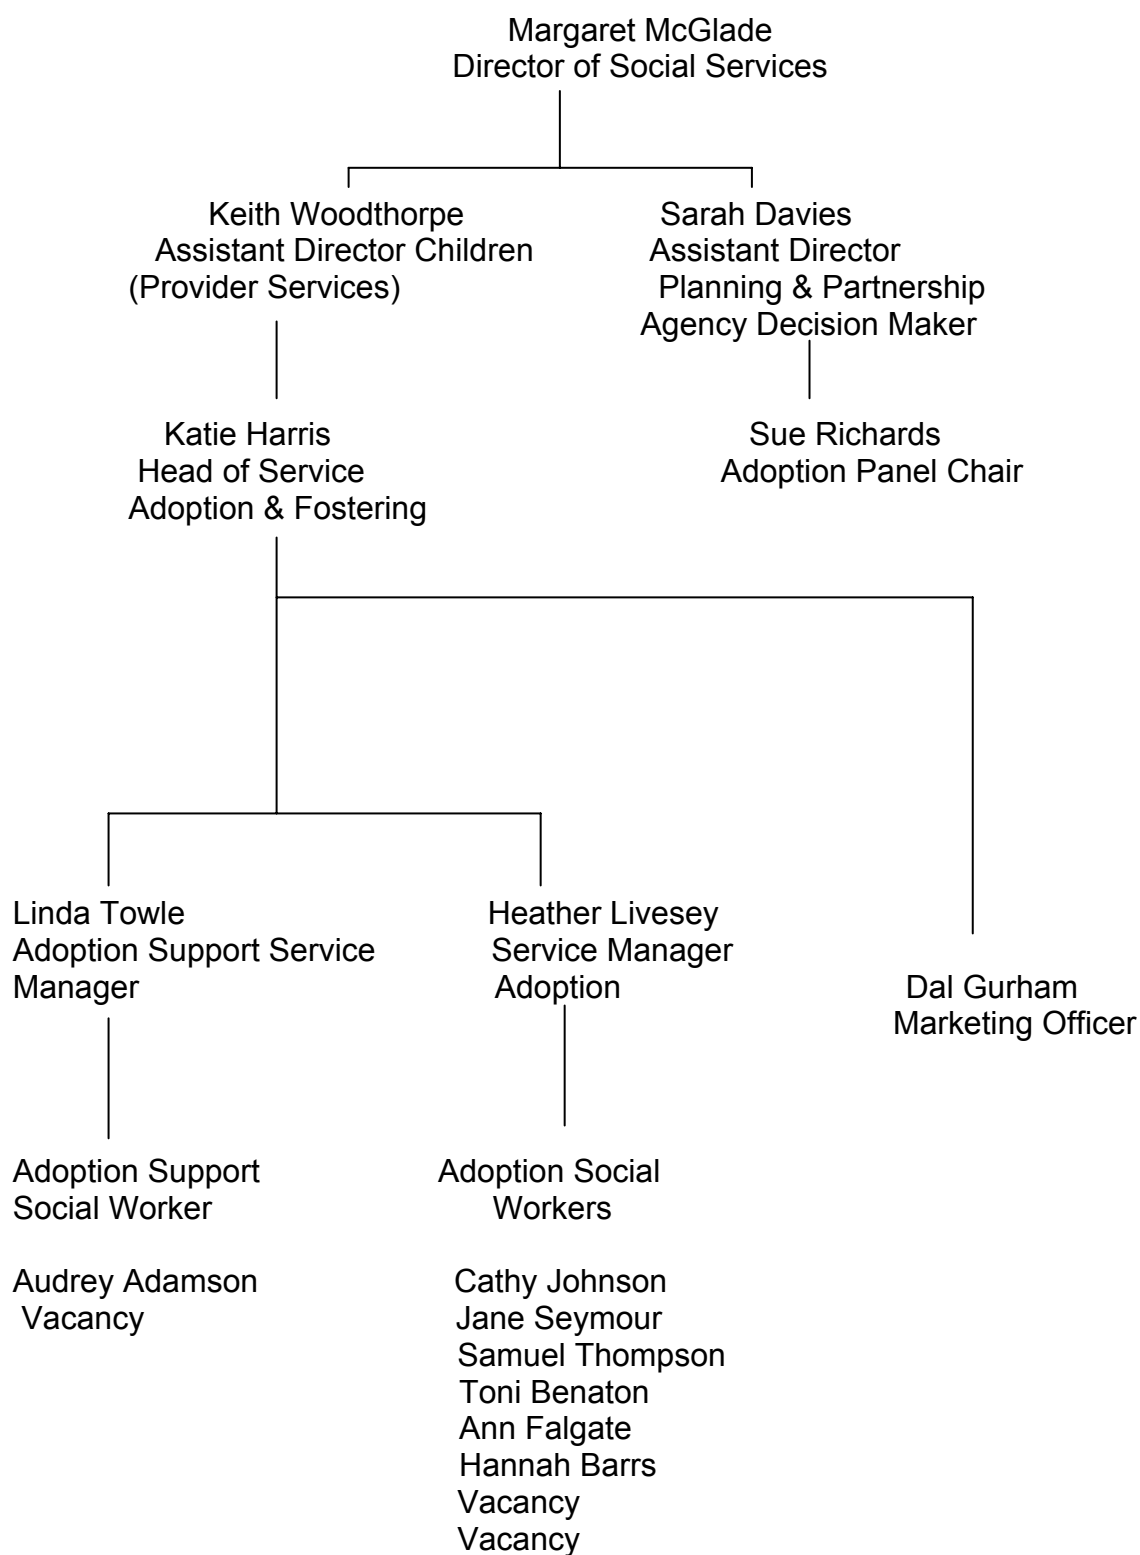 Margaret McGlade
Director of Social Services
Keith Woodthorpe
Assistant Director Children
(Provider Services)
Sarah Davies
Assistant Director
Planning & Partnership
Agency Decision Maker
Katie Harris
Head of Service
Adoption & Fostering
Sue Richards
Adoption Panel Chair
Linda Towle
Adoption Support Service
Manager
Heather Livesey
Service Manager
Adoption
Dal Gurham
Marketing Officer
Adoption Support
Social Worker
Audrey Adamson
Vacancy
Adoption Social
Workers
Cathy Johnson
Jane Seymour
Samuel Thompson
Toni Benaton
Ann Falgate
Hannah Barrs
Vacancy
Vacancy